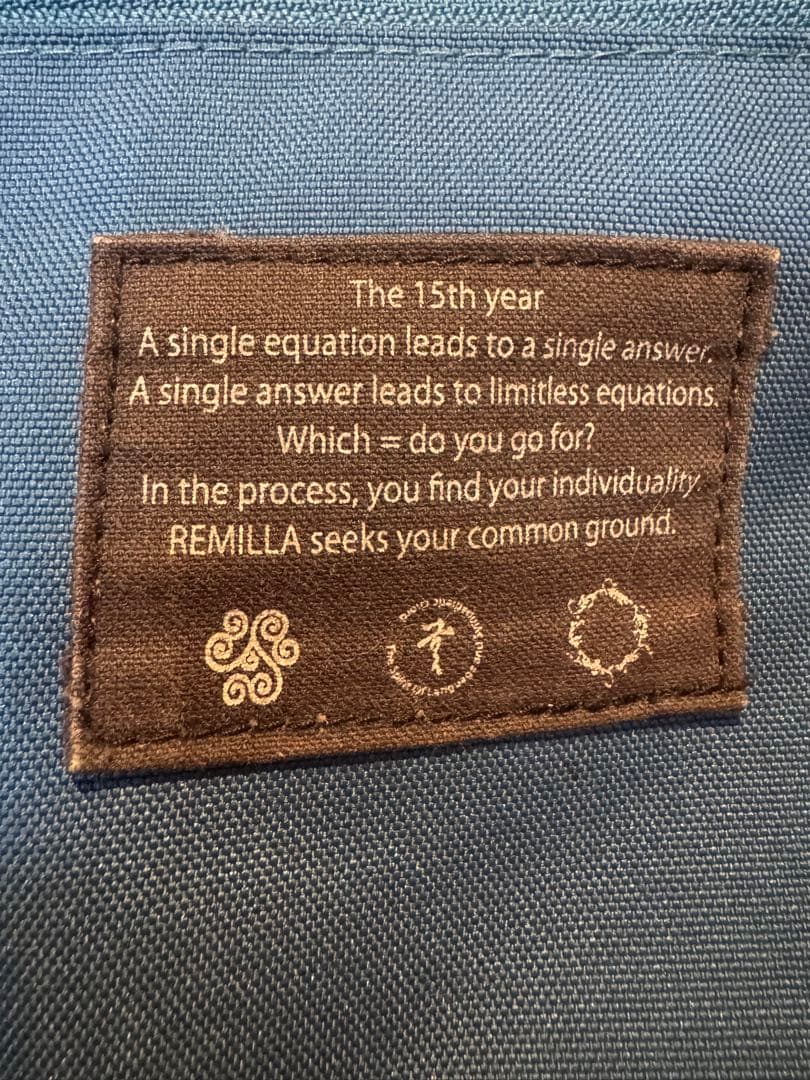 The 15th year
A single equation leads to a single answer.
A single answer leads to limitless equations.
Which = do you go for?
In the process, you find your individuality
REMILLA seeks your common ground.